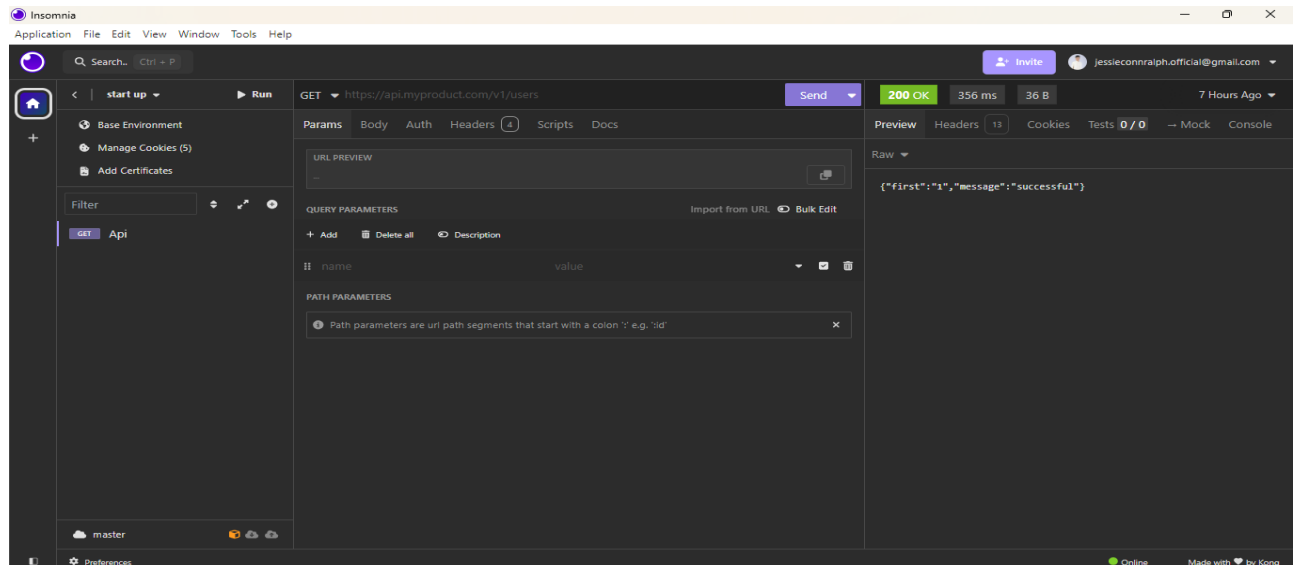 Insomnia
Application File Edit View Window Tools Help
Search.. Ctrl + P
Invite
jessieconnralph.official@gmail.com
start up
Run
GET https://api.myproduct.com/v1/users
Send
200 OK
356 ms
36 B
7 Hours Ago
Base Environment
Manage Cookies (5)
Add Certificates
Params Body Auth Headers 4 Scripts Docs
Preview Headers 13 Cookies Tests 0 / 0 → Mock Console
URL PREVIEW
...
Raw
{"first":"1","message":"successful"}
Filter
QUERY PARAMETERS
Import from URL Bulk Edit
GET Api
+ Add Delete all Description
name value
PATH PARAMETERS
Path parameters are url path segments that start with a colon ':' e.g. ':id'
master
Preferences
Online
Made with ♥ by Kong